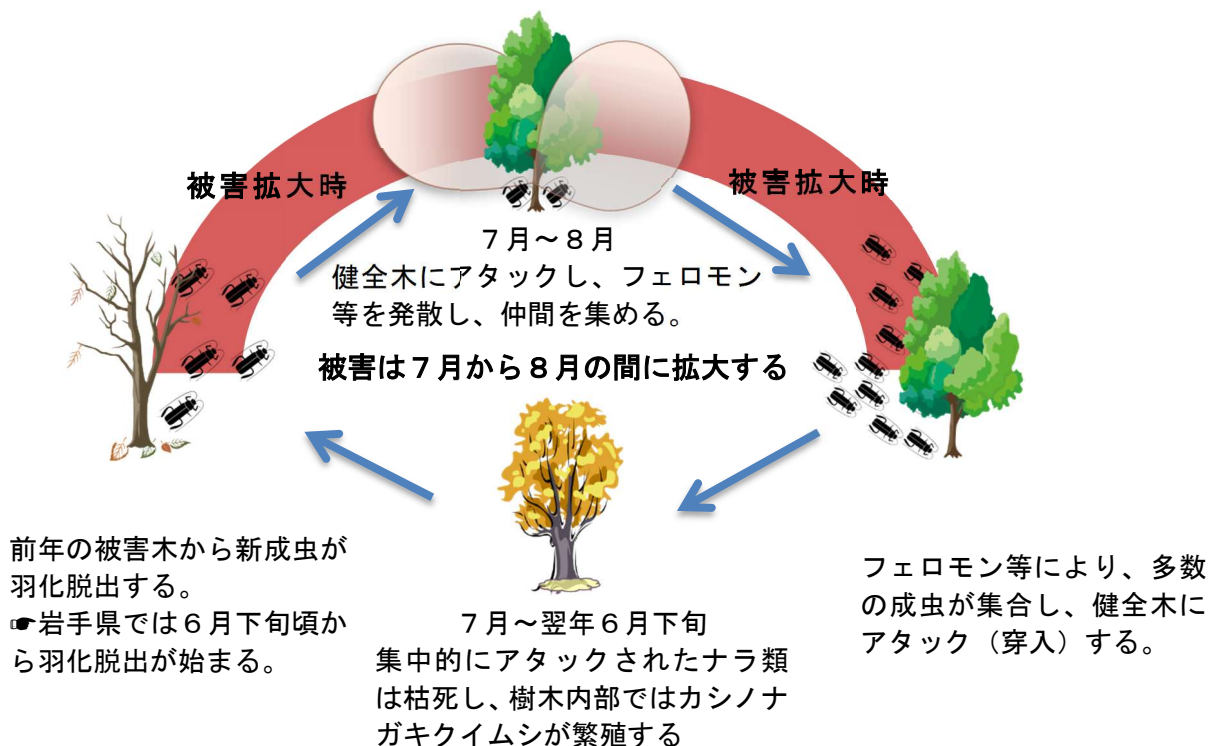 被害拡大時
被害拡大時
７月～８月
健全木にアタックし、フェロモン
等を発散し、仲間を集める。
被害は７月から８月の間に拡大する
前年の被害木から新成虫が
羽化脱出する。
☛岩手県では６月下旬頃か
ら羽化脱出が始まる。
７月～翌年６月下旬
集中的にアタックされたナラ類
は枯死し、樹木内部ではカシノナ
ガキクイムシが繁殖する
フェロモン等により、多数
の成虫が集合し、健全木に
アタック（穿入）する。